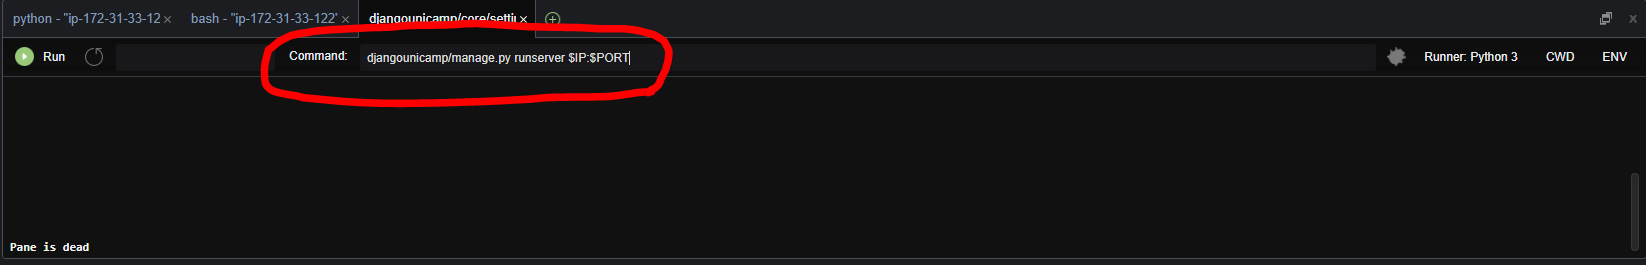 python - "ip-172-31-33-12
bash - "ip-172-31-33-122'
djangounicamp/core/settin
Run
Command: djangounicamp/manage.py runserver $IP:$PORT
Runner: Python 3
CWD
ENV
Pane is dead